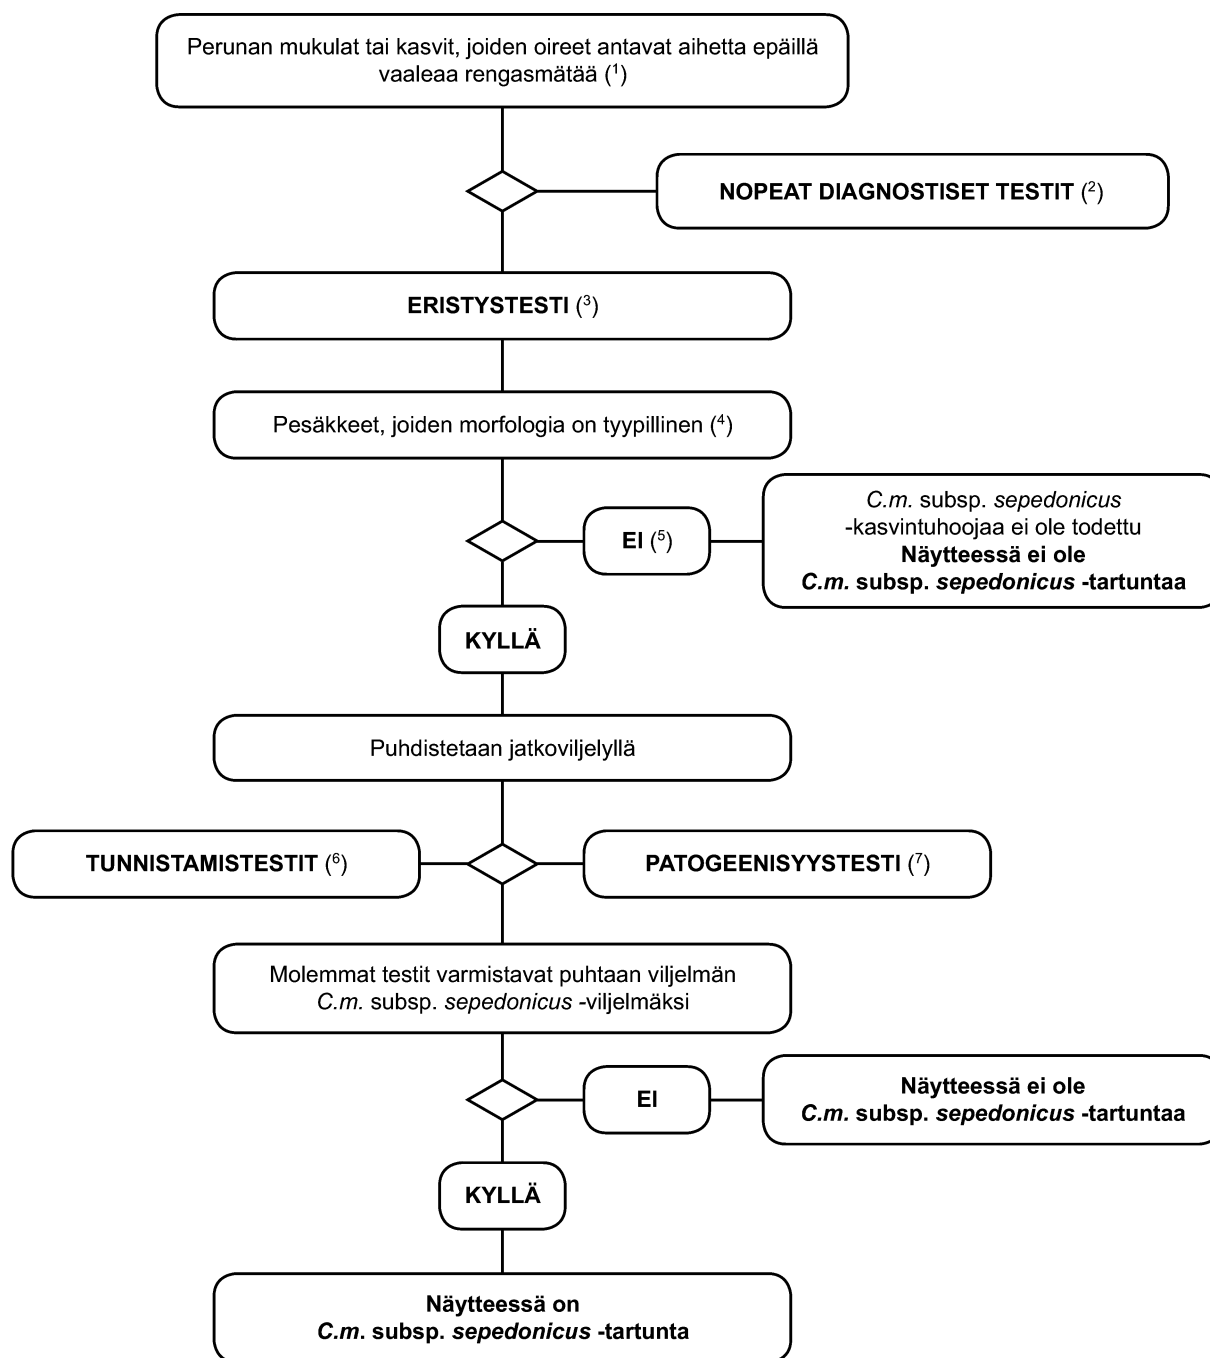 Perunan mukulat tai kasvit, joiden oireet antavat aihetta epäillä
vaaleaa rengasmätää (¹)
NOPEAT DIAGNOSTISET TESTIT (²)
ERISTYSTESTI (³)
Pesäkkeet, joiden morfologia on tyypillinen (⁴)
EI (⁵)
C.m. subsp. sepedonicus
-kasvintuhoojaa ei ole todettu
Näytteessä ei ole
C.m. subsp. sepedonicus -tartuntaa
KYLLÄ
Puhdistetaan jatkoviljelyllä
TUNNISTAMISTESTIT (⁶)
PATOGEENISYYSTESTI (⁷)
Molemmat testit varmistavat puhtaan viljelmän
C.m. subsp. sepedonicus -viljelmäksi
EI
Näytteessä ei ole
C.m. subsp. sepedonicus -tartuntaa
KYLLÄ
Näytteessä on
C.m. subsp. sepedonicus -tartunta